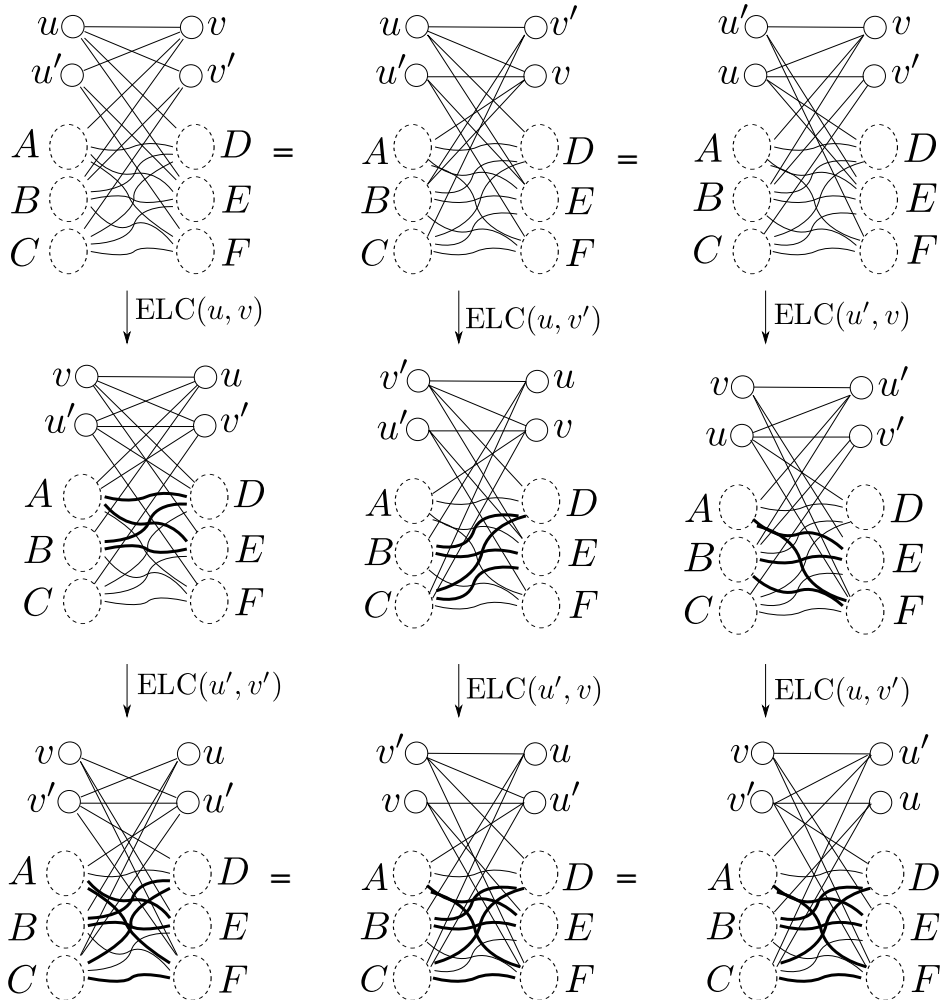 u v v′ u′
u′ v′ u u′ v u v v′
A D = A D = A D
B E B E B E
C F C F C F
ELC(u, v) ELC(u, v′) ELC(u′, v)
v u v′ u v u′
u′ v′ u′ v u v′
A D A D A D
B E B E B E
C F C F C F
ELC(u′, v′) ELC(u′, v) ELC(u, v′)
v u v′ u v u′
v′ u′ v u′ v′ u
A D = A D = A D
B E B E B E
C F C F C F